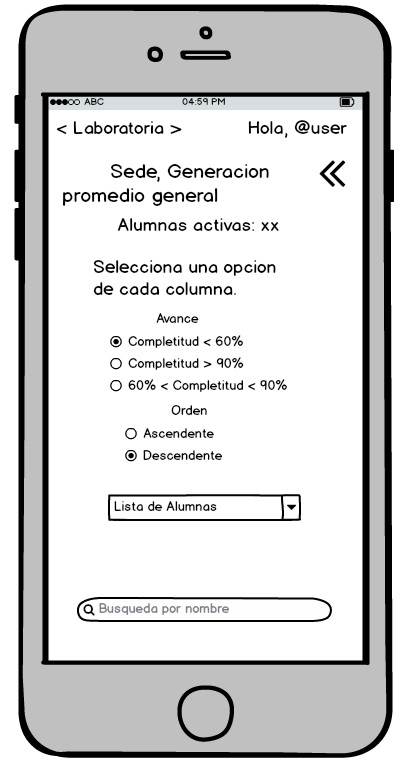 ABC 04:59 PM
< Laboratoria > Hola, @user
Sede, Generacion
promedio general
Alumnas activas: xx
Selecciona una opcion
de cada columna.
Avance
Completitud < 60%
Completitud > 90%
60% < Completitud < 90%
Orden
Ascendente
Descendente
Lista de Alumnas
Busqueda por nombre